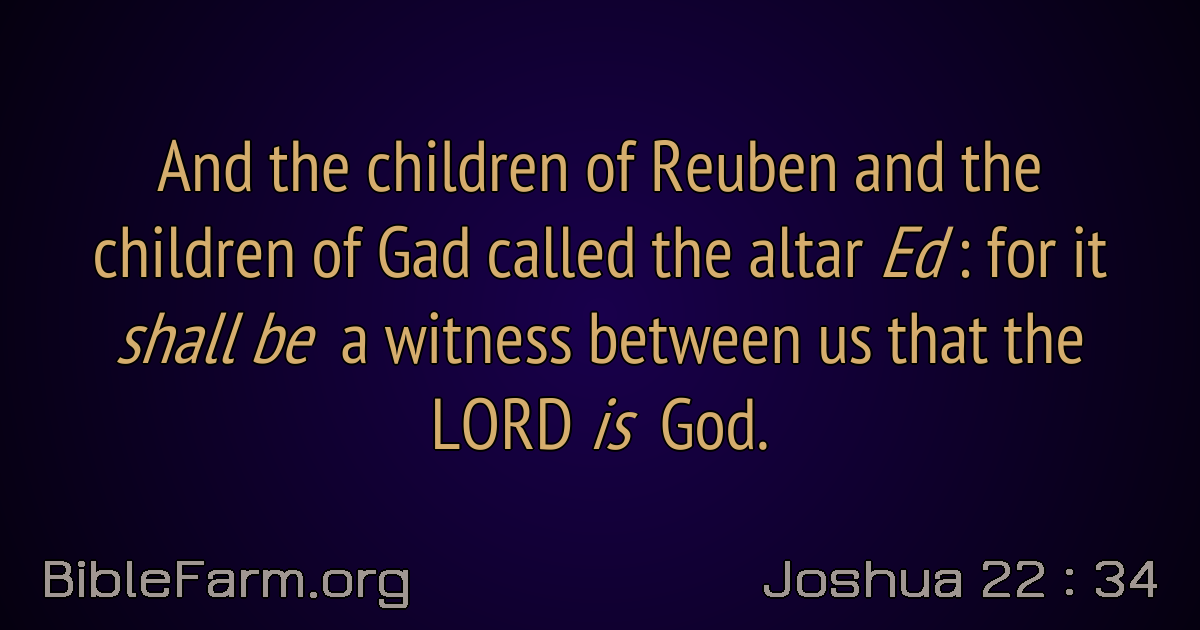 And the children of Reuben and the
children of Gad called the altar Ed : for it
shall be a witness between us that the
LORD is God.
BibleFarm.org
Joshua 22 : 34